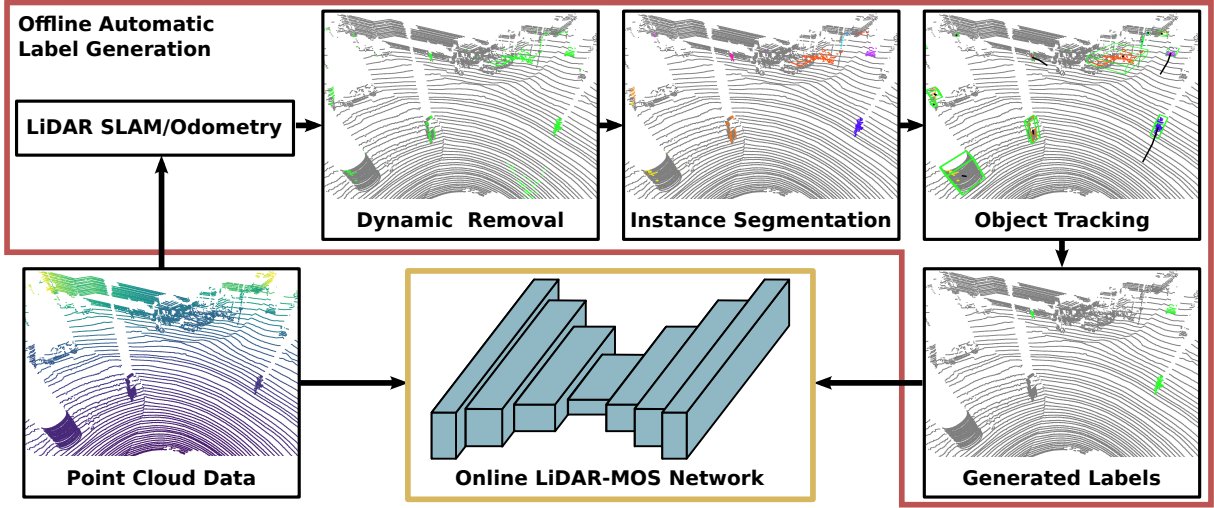 Offline Automatic
Label Generation
LiDAR SLAM/Odometry
Dynamic Removal
Instance Segmentation
Object Tracking
Point Cloud Data
Online LiDAR-MOS Network
Generated Labels